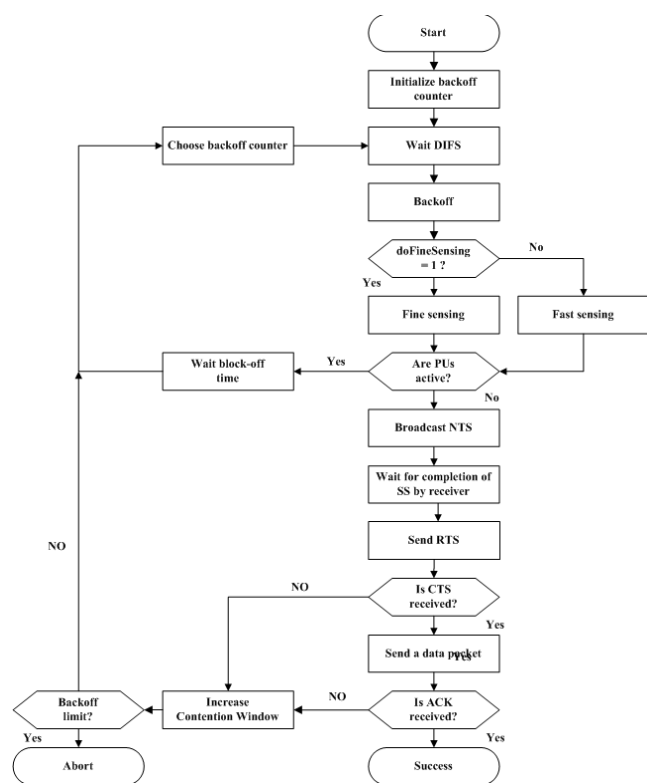 Start
Initialize backoff
counter
Choose backoff counter
Wait DIFS
Backoff
doFineSensing
= 1 ?
No
Yes
Fine sensing
Fast sensing
Wait block-off
time
Yes
Are PUs
active?
No
Broadcast NTS
Wait for completion of
SS by receiver
Send RTS
NO
NO
Is CTS
received?
Yes
Send a data packet
Yes
Backoff
limit?
Increase
Contention Window
NO
Is ACK
received?
Yes
Yes
Abort
Success